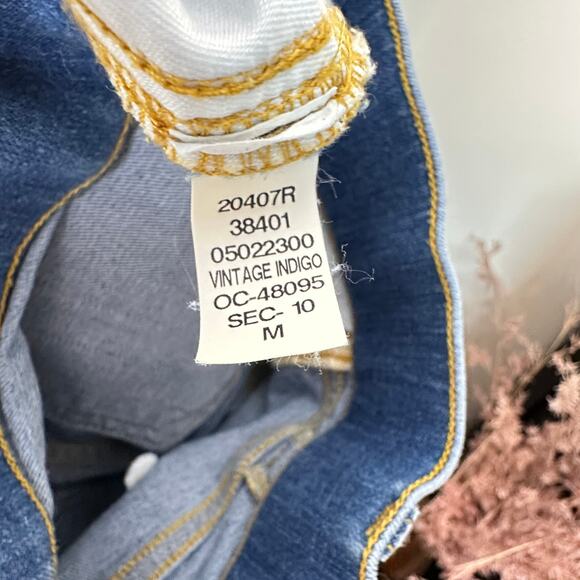 20407R
38401
05022300
VINTAGE INDIGO
OC-48095
SEC- 10
M